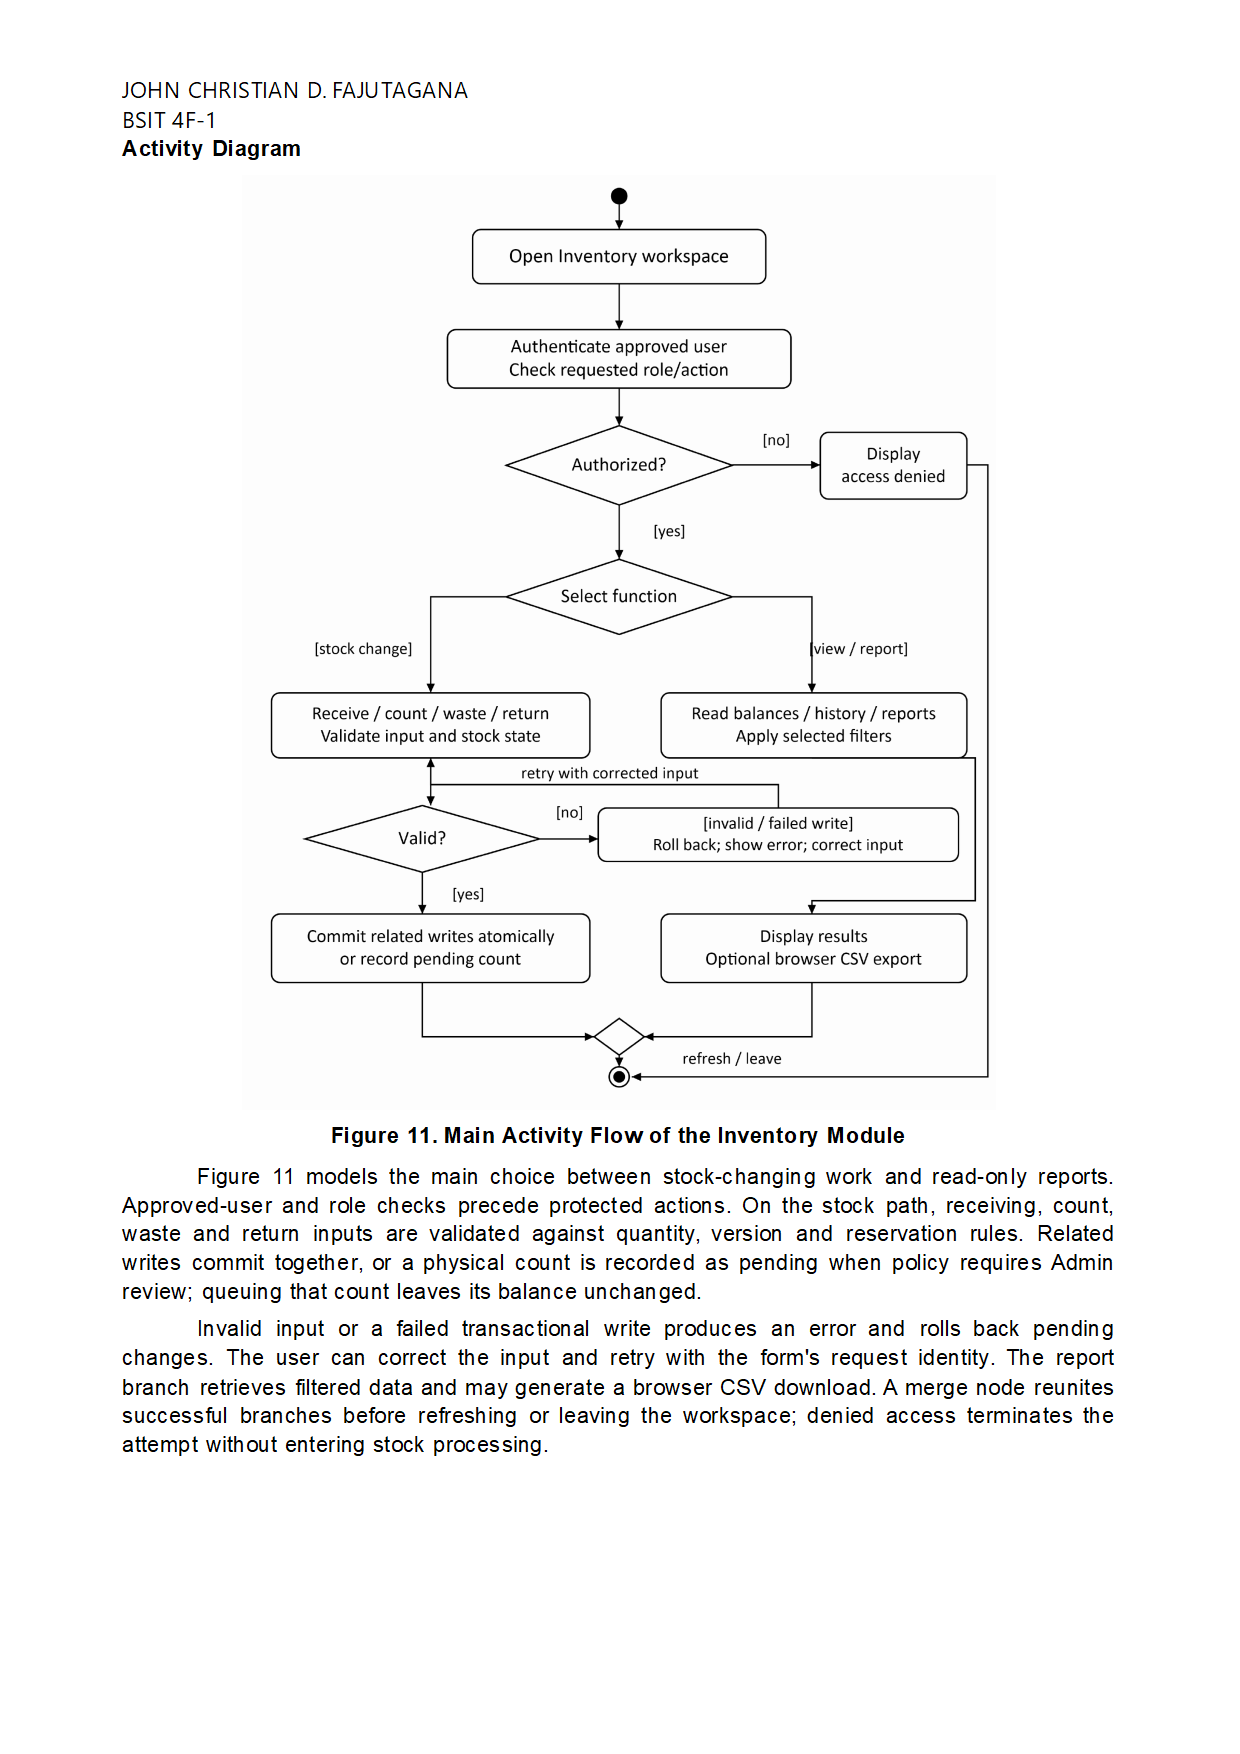 JOHN CHRISTIAN D. FAJUTAGANA
BSIT 4F-1
Activity Diagram
Open Inventory workspace
Authenticate approved user
Check requested role/action
Authorized?
[no]
Display
access denied
[yes]
Select function
[stock change]
[view / report]
Receive / count / waste / return
Validate input and stock state
Read balances / history / reports
Apply selected filters
retry with corrected input
Valid?
[no]
[invalid / failed write]
Roll back; show error; correct input
[yes]
Commit related writes atomically
or record pending count
Display results
Optional browser CSV export
refresh / leave
Figure 11. Main Activity Flow of the Inventory Module
Figure 11 models the main choice between stock-changing work and read-only reports.
Approved-user and role checks precede protected actions. On the stock path, receiving, count,
waste and return inputs are validated against quantity, version and reservation rules. Related
writes commit together, or a physical count is recorded as pending when policy requires Admin
review; queuing that count leaves its balance unchanged.
Invalid input or a failed transactional write produces an error and rolls back pending
changes. The user can correct the input and retry with the form's request identity. The report
branch retrieves filtered data and may generate a browser CSV download. A merge node reunites
successful branches before refreshing or leaving the workspace; denied access terminates the
attempt without entering stock processing.